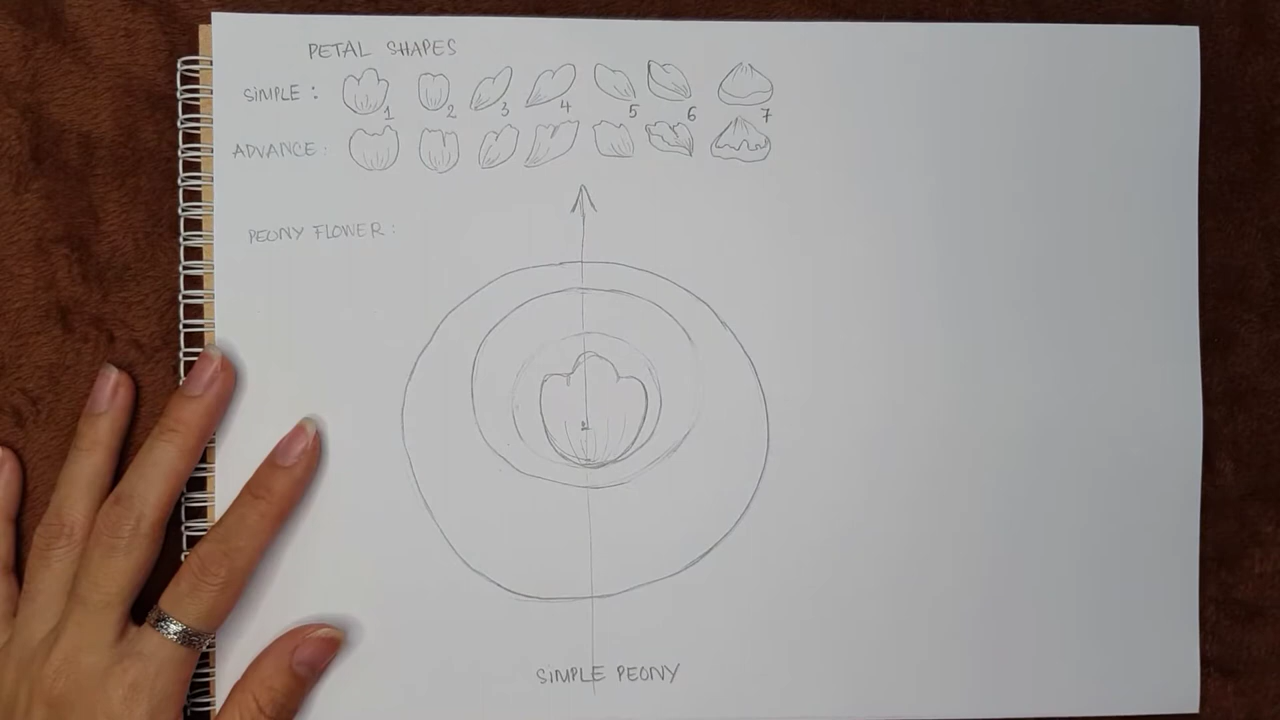 PETAL SHAPES
SiMPLE :
1 2 3 4 5 6 7
ADVANCE :
PEONY FLOWER :
SiMPLE PEONY